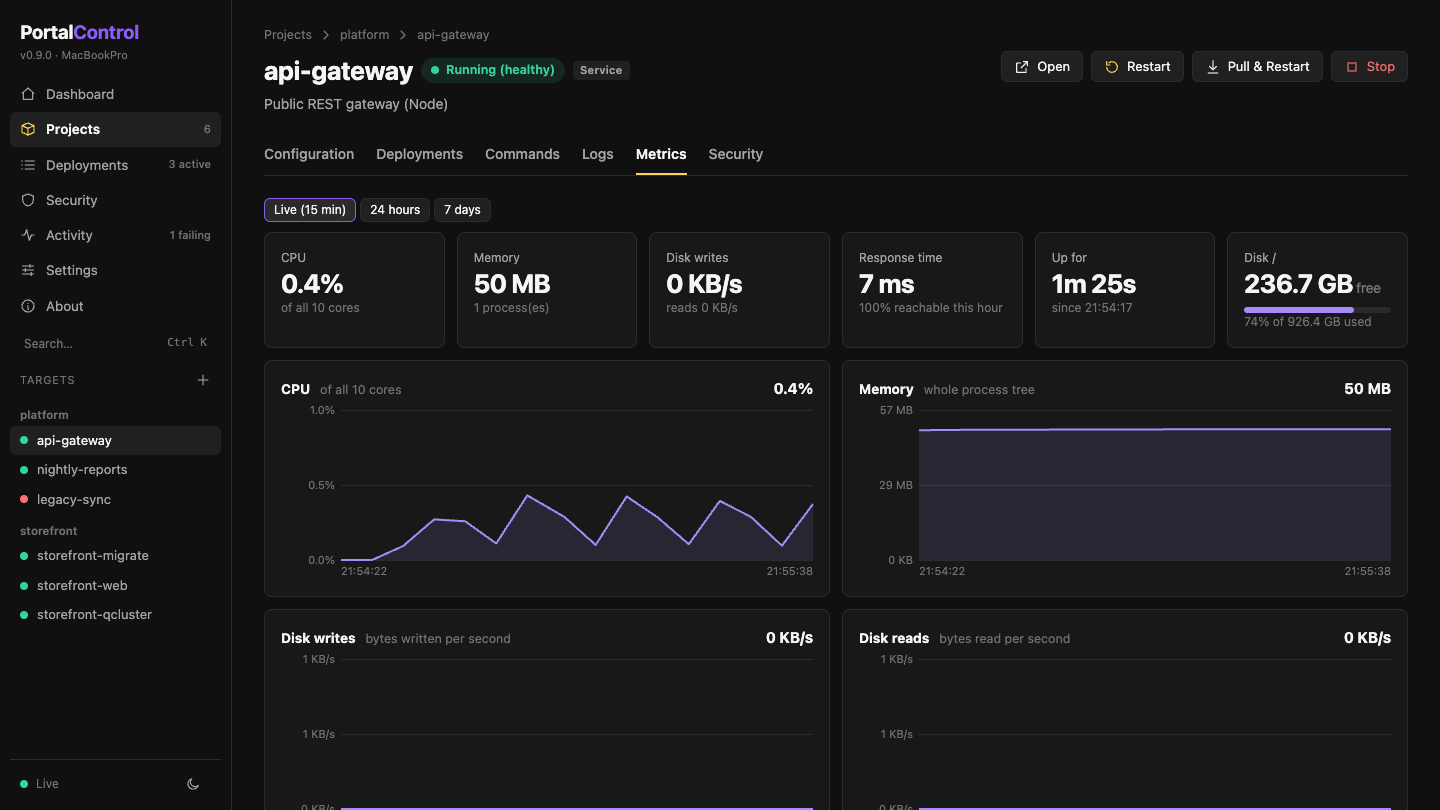 PortalControl
v0.9.0 · MacBookPro
Dashboard
Projects 6
Deployments 3 active
Security
Activity 1 failing
Settings
About
Search... Ctrl K
TARGETS
platform
api-gateway
nightly-reports
legacy-sync
storefront
storefront-migrate
storefront-web
storefront-qcluster
Live
Projects > platform > api-gateway
api-gateway Running (healthy) Service
Open Restart Pull & Restart Stop
Public REST gateway (Node)
Configuration Deployments Commands Logs Metrics Security
Live (15 min) 24 hours 7 days
CPU
0.4%
of all 10 cores
Memory
50 MB
1 process(es)
Disk writes
0 KB/s
reads 0 KB/s
Response time
7 ms
100% reachable this hour
Up for
1m 25s
since 21:54:17
Disk /
236.7 GB free
74% of 926.4 GB used
CPU of all 10 cores 0.4%
1.0%
0.5%
0.0%
21:54:22 21:55:38
Memory whole process tree 50 MB
57 MB
29 MB
0 KB
21:54:22 21:55:38
Disk writes bytes written per second 0 KB/s
1 KB/s
1 KB/s
0 KB/s
Disk reads bytes read per second 0 KB/s
1 KB/s
1 KB/s
0 KB/s